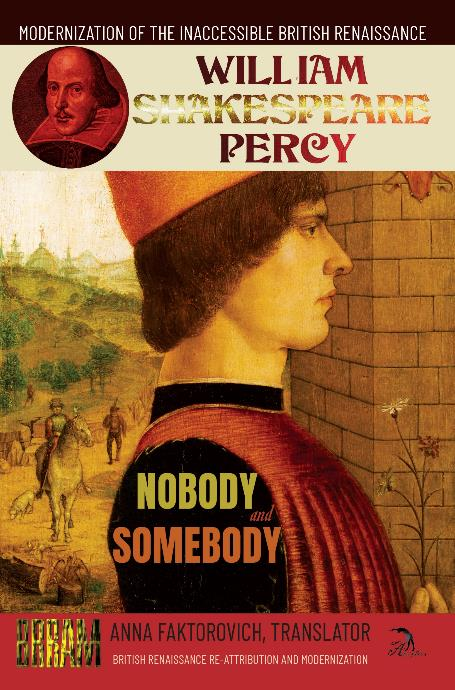 MODERNIZATION OF THE INACCESSIBLE BRITISH RENAISSANCE
WILLIAM
SHAKESPEARE
PERCY
NOBODY
and
SOMEBODY
BRRAM
ANNA FAKTOROVICH, TRANSLATOR
BRITISH RENAISSANCE RE-ATTRIBUTION AND MODERNIZATION